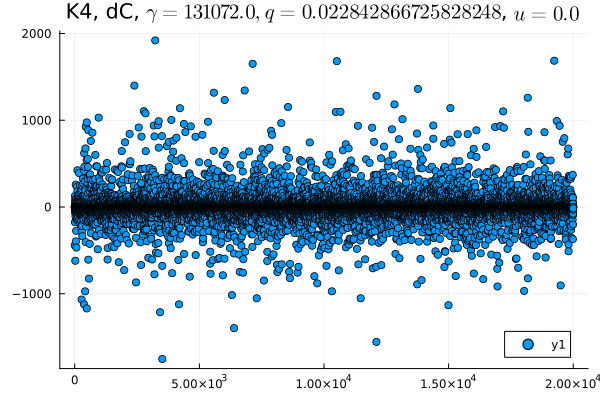 K4, dC, γ = 131072.0, q = 0.022842866725828248, u = 0.0
2000
1000
0
−1000
y1
0 5.00×10³ 1.00×10⁴ 1.50×10⁴ 2.00×10⁴